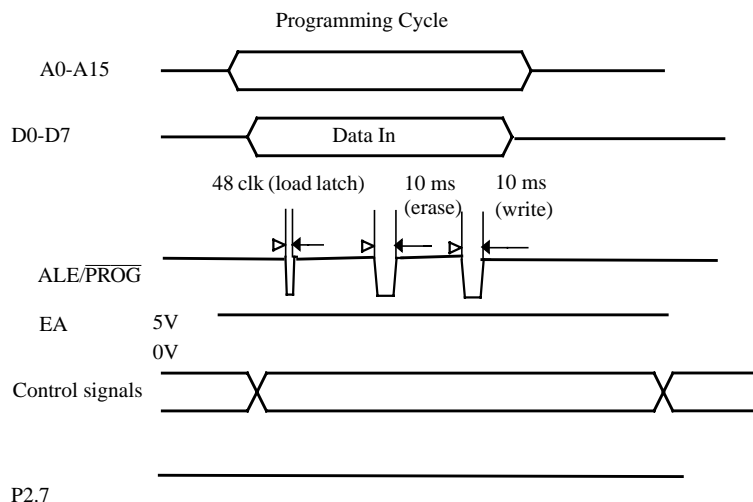 Programming Cycle
A0-A15
D0-D7
Data In
48 clk (load latch)
10 ms
(erase)
10 ms
(write)
ALE/PROG
EA
5V
0V
Control signals
P2.7